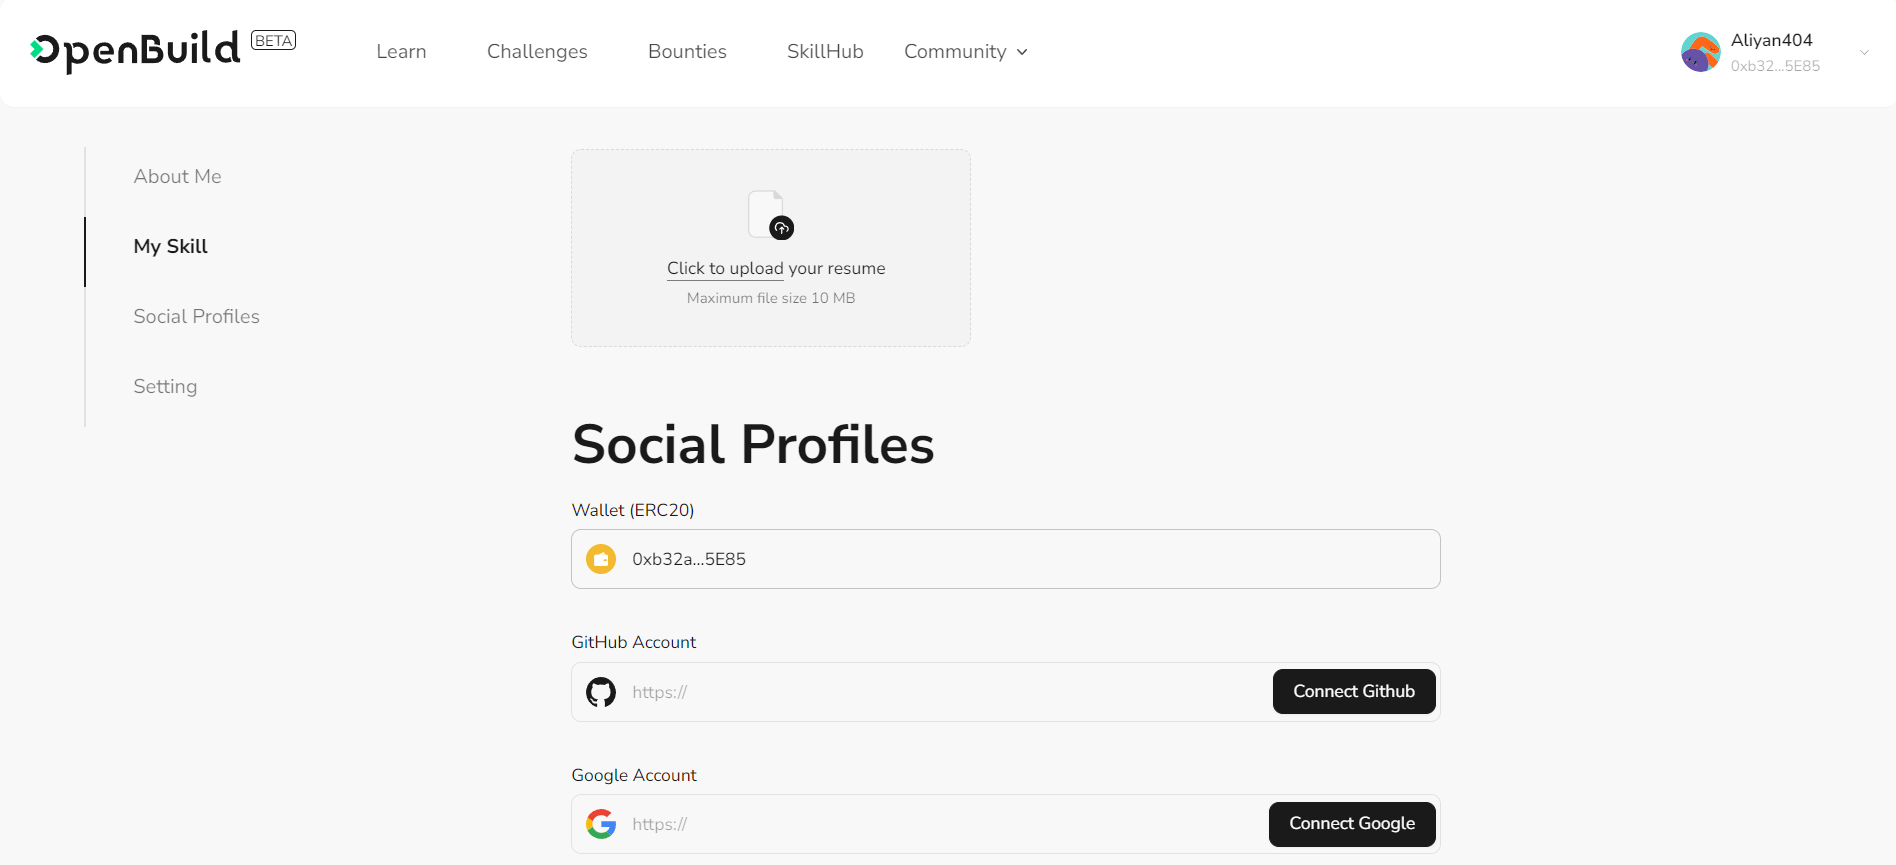 OpenBuild BETA
Learn Challenges Bounties SkillHub Community
Aliyan404
0xb32...5E85
About Me
My Skill
Social Profiles
Setting
Click to upload your resume
Maximum file size 10 MB
Social Profiles
Wallet (ERC20)
0xb32a...5E85
GitHub Account
https://
Connect Github
Google Account
https://
Connect Google